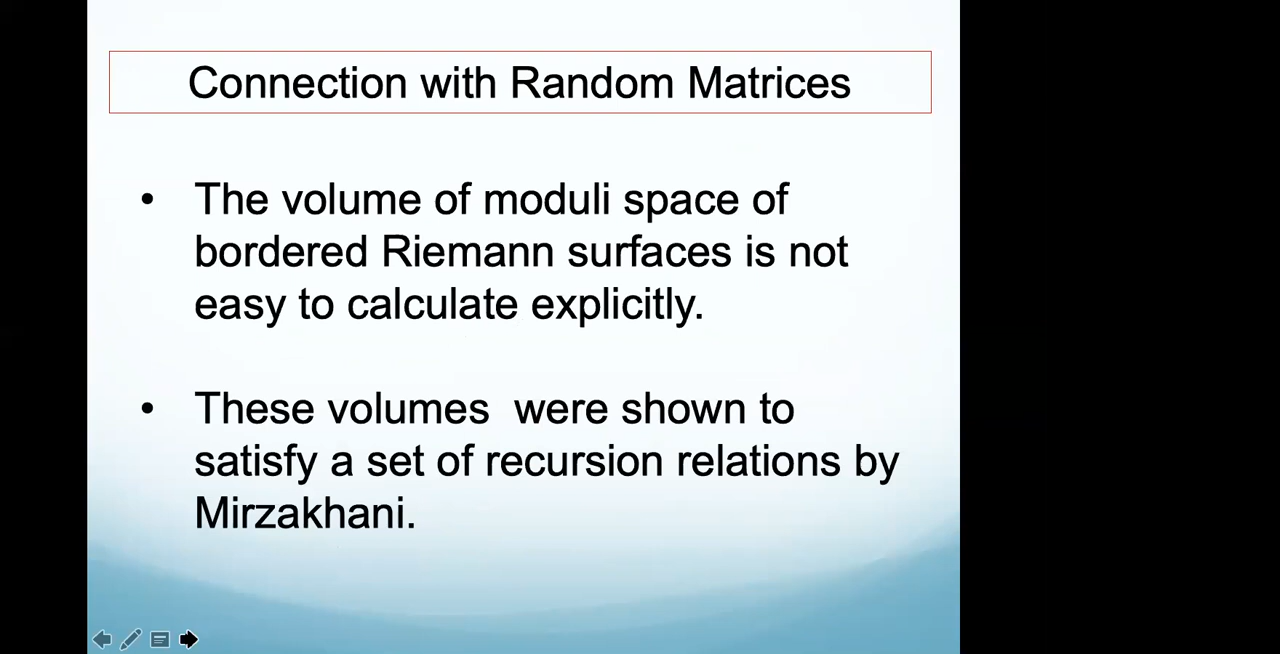 Connection with Random Matrices
• The volume of moduli space of
bordered Riemann surfaces is not
easy to calculate explicitly.
• These volumes  were shown to
satisfy a set of recursion relations by
Mirzakhani.